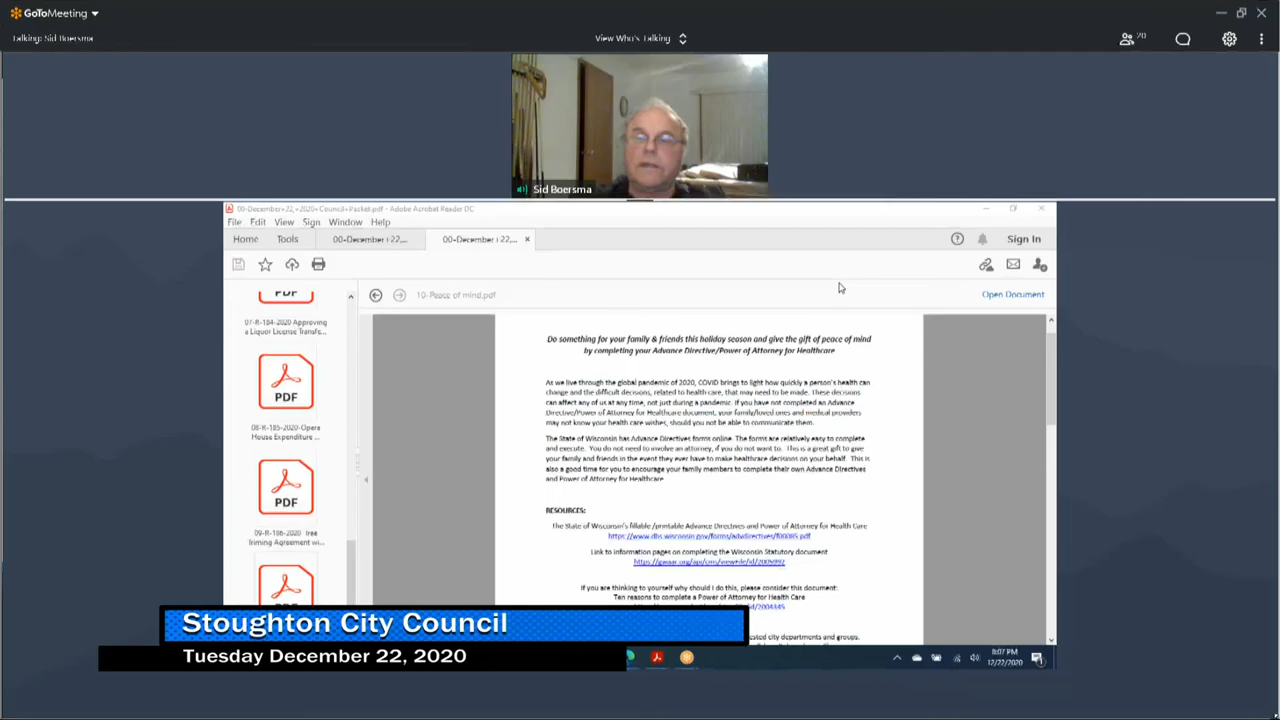 GoToMeeting
Talking: Sid Boersma
View Who's Talking
20
Sid Boersma
00-December+22,+2020+Council+Packet.pdf - Adobe Acrobat Reader DC
File Edit View Sign Window Help
Home Tools 00-December+22,... 00-December+22,... ×
Sign In
10-Peace of mind.pdf
Open Document
PDF
07-R-184-2020 Approving
a Liquor License Transfe...
PDF
08-R-185-2020-Opera
House Expenditure ...
PDF
09-R-186-2020 Tree
Triming Agreement wi...
Do something for your family & friends this holiday season and give the gift of peace of mind
by completing your Advance Directive/Power of Attorney for Healthcare
As we live through the global pandemic of 2020, COVID brings to light how quickly a person's health can
change and the difficult decisions, related to health care, that may need to be made. These decisions
can affect any of us at any time, not just during a pandemic. If you have not completed an Advance
Directive/Power of Attorney for Healthcare document, your family/loved ones and medical providers
may not know your health care wishes, should you not be able to communicate them.
The State of Wisconsin has Advance Directives forms online. The forms are relatively easy to complete
and execute. You do not need to involve an attorney, if you do not want to. This is a great gift to give
your family and friends in the event they ever have to make healthcare decisions on your behalf. This is
also a good time for you to encourage your family members to complete their own Advance Directives
and Power of Attorney for Healthcare
RESOURCES:
The State of Wisconsin's fillable /printable Advance Directives and Power of Attorney for Health Care
https://www.dhs.wisconsin.gov/forms/advdirectives/f00085.pdf
Link to information pages on completing the Wisconsin Statutory document
If you are thinking to yourself why should I do this, please consider this document:
Ten reasons to complete a Power of Attorney for Health Care
city departments and groups.
Stoughton City Council
Tuesday December 22, 2020
8:07 PM
12/22/2020